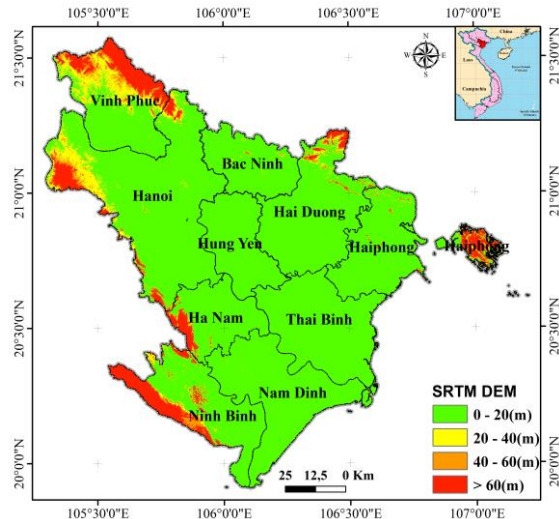 105°30'0"E 106°0'0"E 106°30'0"E 107°0'0"E
21°30'0"N
21°0'0"N
20°30'0"N
20°0'0"N
21°30'0"N
21°0'0"N
20°30'0"N
20°0'0"N
N
W E
S
China
Laos
Campuchia
Vinh Phuc
Bac Ninh
Hanoi
Hai Duong
Hung Yen
Haiphong
Haiphong
Ha Nam
Thai Binh
Nam Dinh
Ninh Binh
SRTM DEM
0 - 20(m)
20 - 40(m)
40 - 60(m)
> 60(m)
25 12,5 0 Km
105°30'0"E 106°0'0"E 106°30'0"E 107°0'0"E